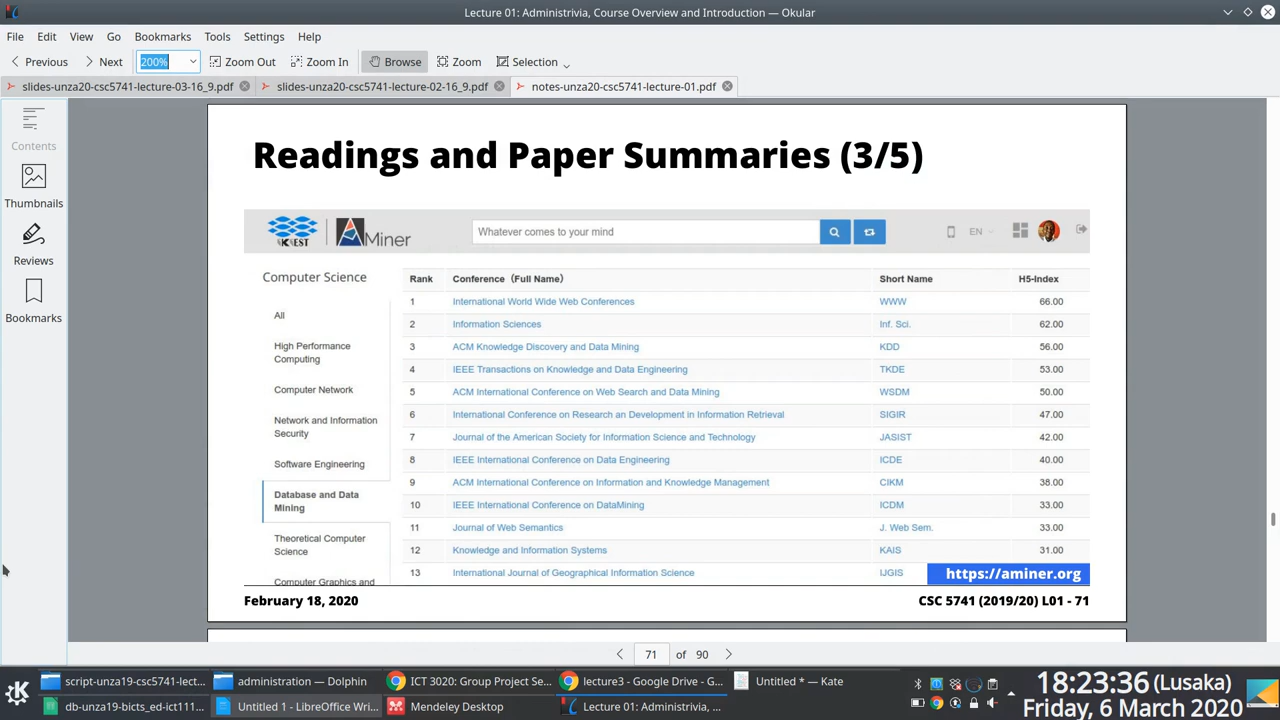 Lecture 01: Administrivia, Course Overview and Introduction — Okular
File Edit View Go Bookmarks Tools Settings Help
Previous Next 200% Zoom Out Zoom In Browse Zoom Selection
slides-unza20-csc5741-lecture-03-16_9.pdf slides-unza20-csc5741-lecture-02-16_9.pdf notes-unza20-csc5741-lecture-01.pdf
Contents
Thumbnails
Reviews
Bookmarks
Readings and Paper Summaries (3/5)
KEST AMiner Whatever comes to your mind EN
Computer Science
All
High Performance
Computing
Computer Network
Network and Information
Security
Software Engineering
Database and Data
Mining
Theoretical Computer
Science
Computer Graphics and
Rank Conference (Full Name) Short Name H5-Index
1 International World Wide Web Conferences WWW 66.00
2 Information Sciences Inf. Sci. 62.00
3 ACM Knowledge Discovery and Data Mining KDD 56.00
4 IEEE Transactions on Knowledge and Data Engineering TKDE 53.00
5 ACM International Conference on Web Search and Data Mining WSDM 50.00
6 International Conference on Research an Development in Information Retrieval SIGIR 47.00
7 Journal of the American Society for Information Science and Technology JASIST 42.00
8 IEEE International Conference on Data Engineering ICDE 40.00
9 ACM International Conference on Information and Knowledge Management CIKM 38.00
10 IEEE International Conference on DataMining ICDM 33.00
11 Journal of Web Semantics J. Web Sem. 33.00
12 Knowledge and Information Systems KAIS 31.00
13 International Journal of Geographical Information Science IJGIS
https://aminer.org
February 18, 2020 CSC 5741 (2019/20) L01 - 71
71 of 90
script-unza19-csc5741-lect... administration — Dolphin ICT 3020: Group Project Se... lecture3 - Google Drive - G... Untitled * — Kate
db-unza19-bicts_ed-ict111... Untitled 1 - LibreOffice Wri... Mendeley Desktop Lecture 01: Administrivia, ...
18:23:36 (Lusaka)
Friday, 6 March 2020